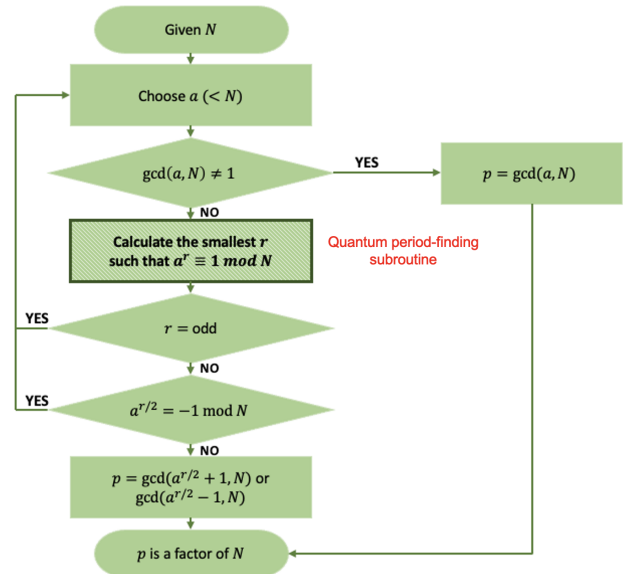 Given N
Choose a (< N)
gcd(a, N) ≠ 1
YES
p = gcd(a, N)
NO
Calculate the smallest r
such that aʳ ≡ 1 mod N
Quantum period-finding
subroutine
YES
r = odd
NO
YES
a^{r/2} = −1 mod N
NO
p = gcd(a^{r/2} + 1, N) or
gcd(a^{r/2} − 1, N)
p is a factor of N